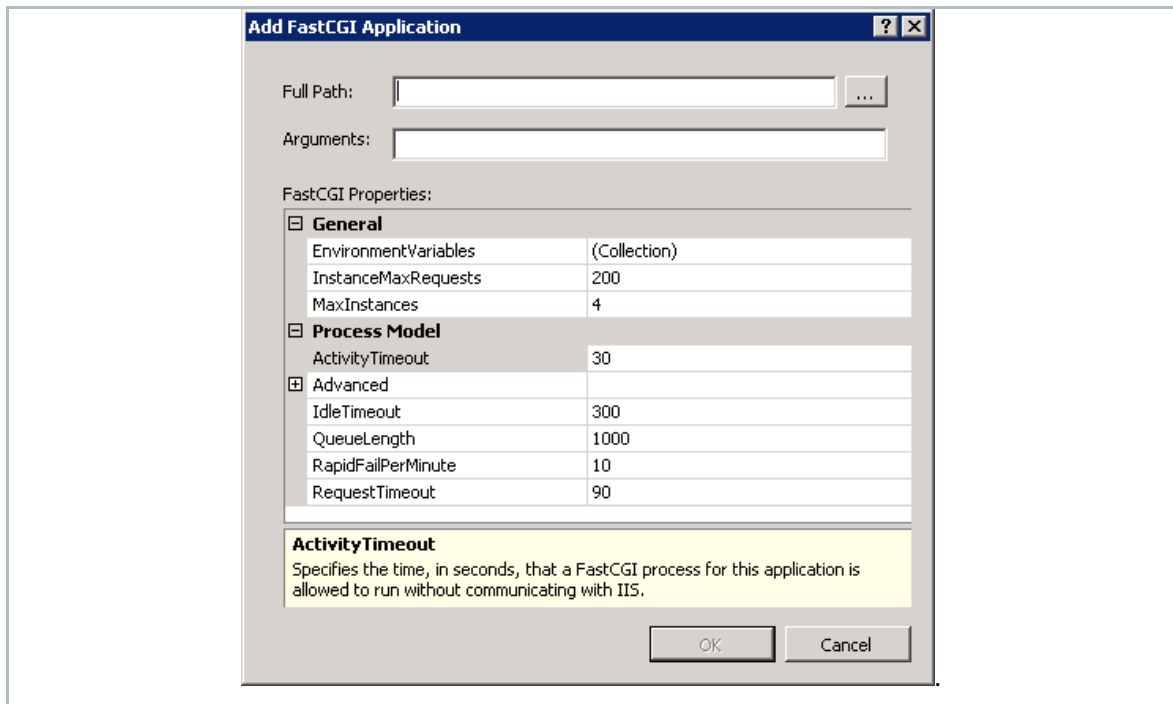 Add FastCGI Application
Full Path:
...
Arguments:
FastCGI Properties:
General
EnvironmentVariables (Collection)
InstanceMaxRequests 200
MaxInstances 4
Process Model
ActivityTimeout 30
Advanced
IdleTimeout 300
QueueLength 1000
RapidFailPerMinute 10
RequestTimeout 90
ActivityTimeout
Specifies the time, in seconds, that a FastCGI process for this application is
allowed to run without communicating with IIS.
OK Cancel
.